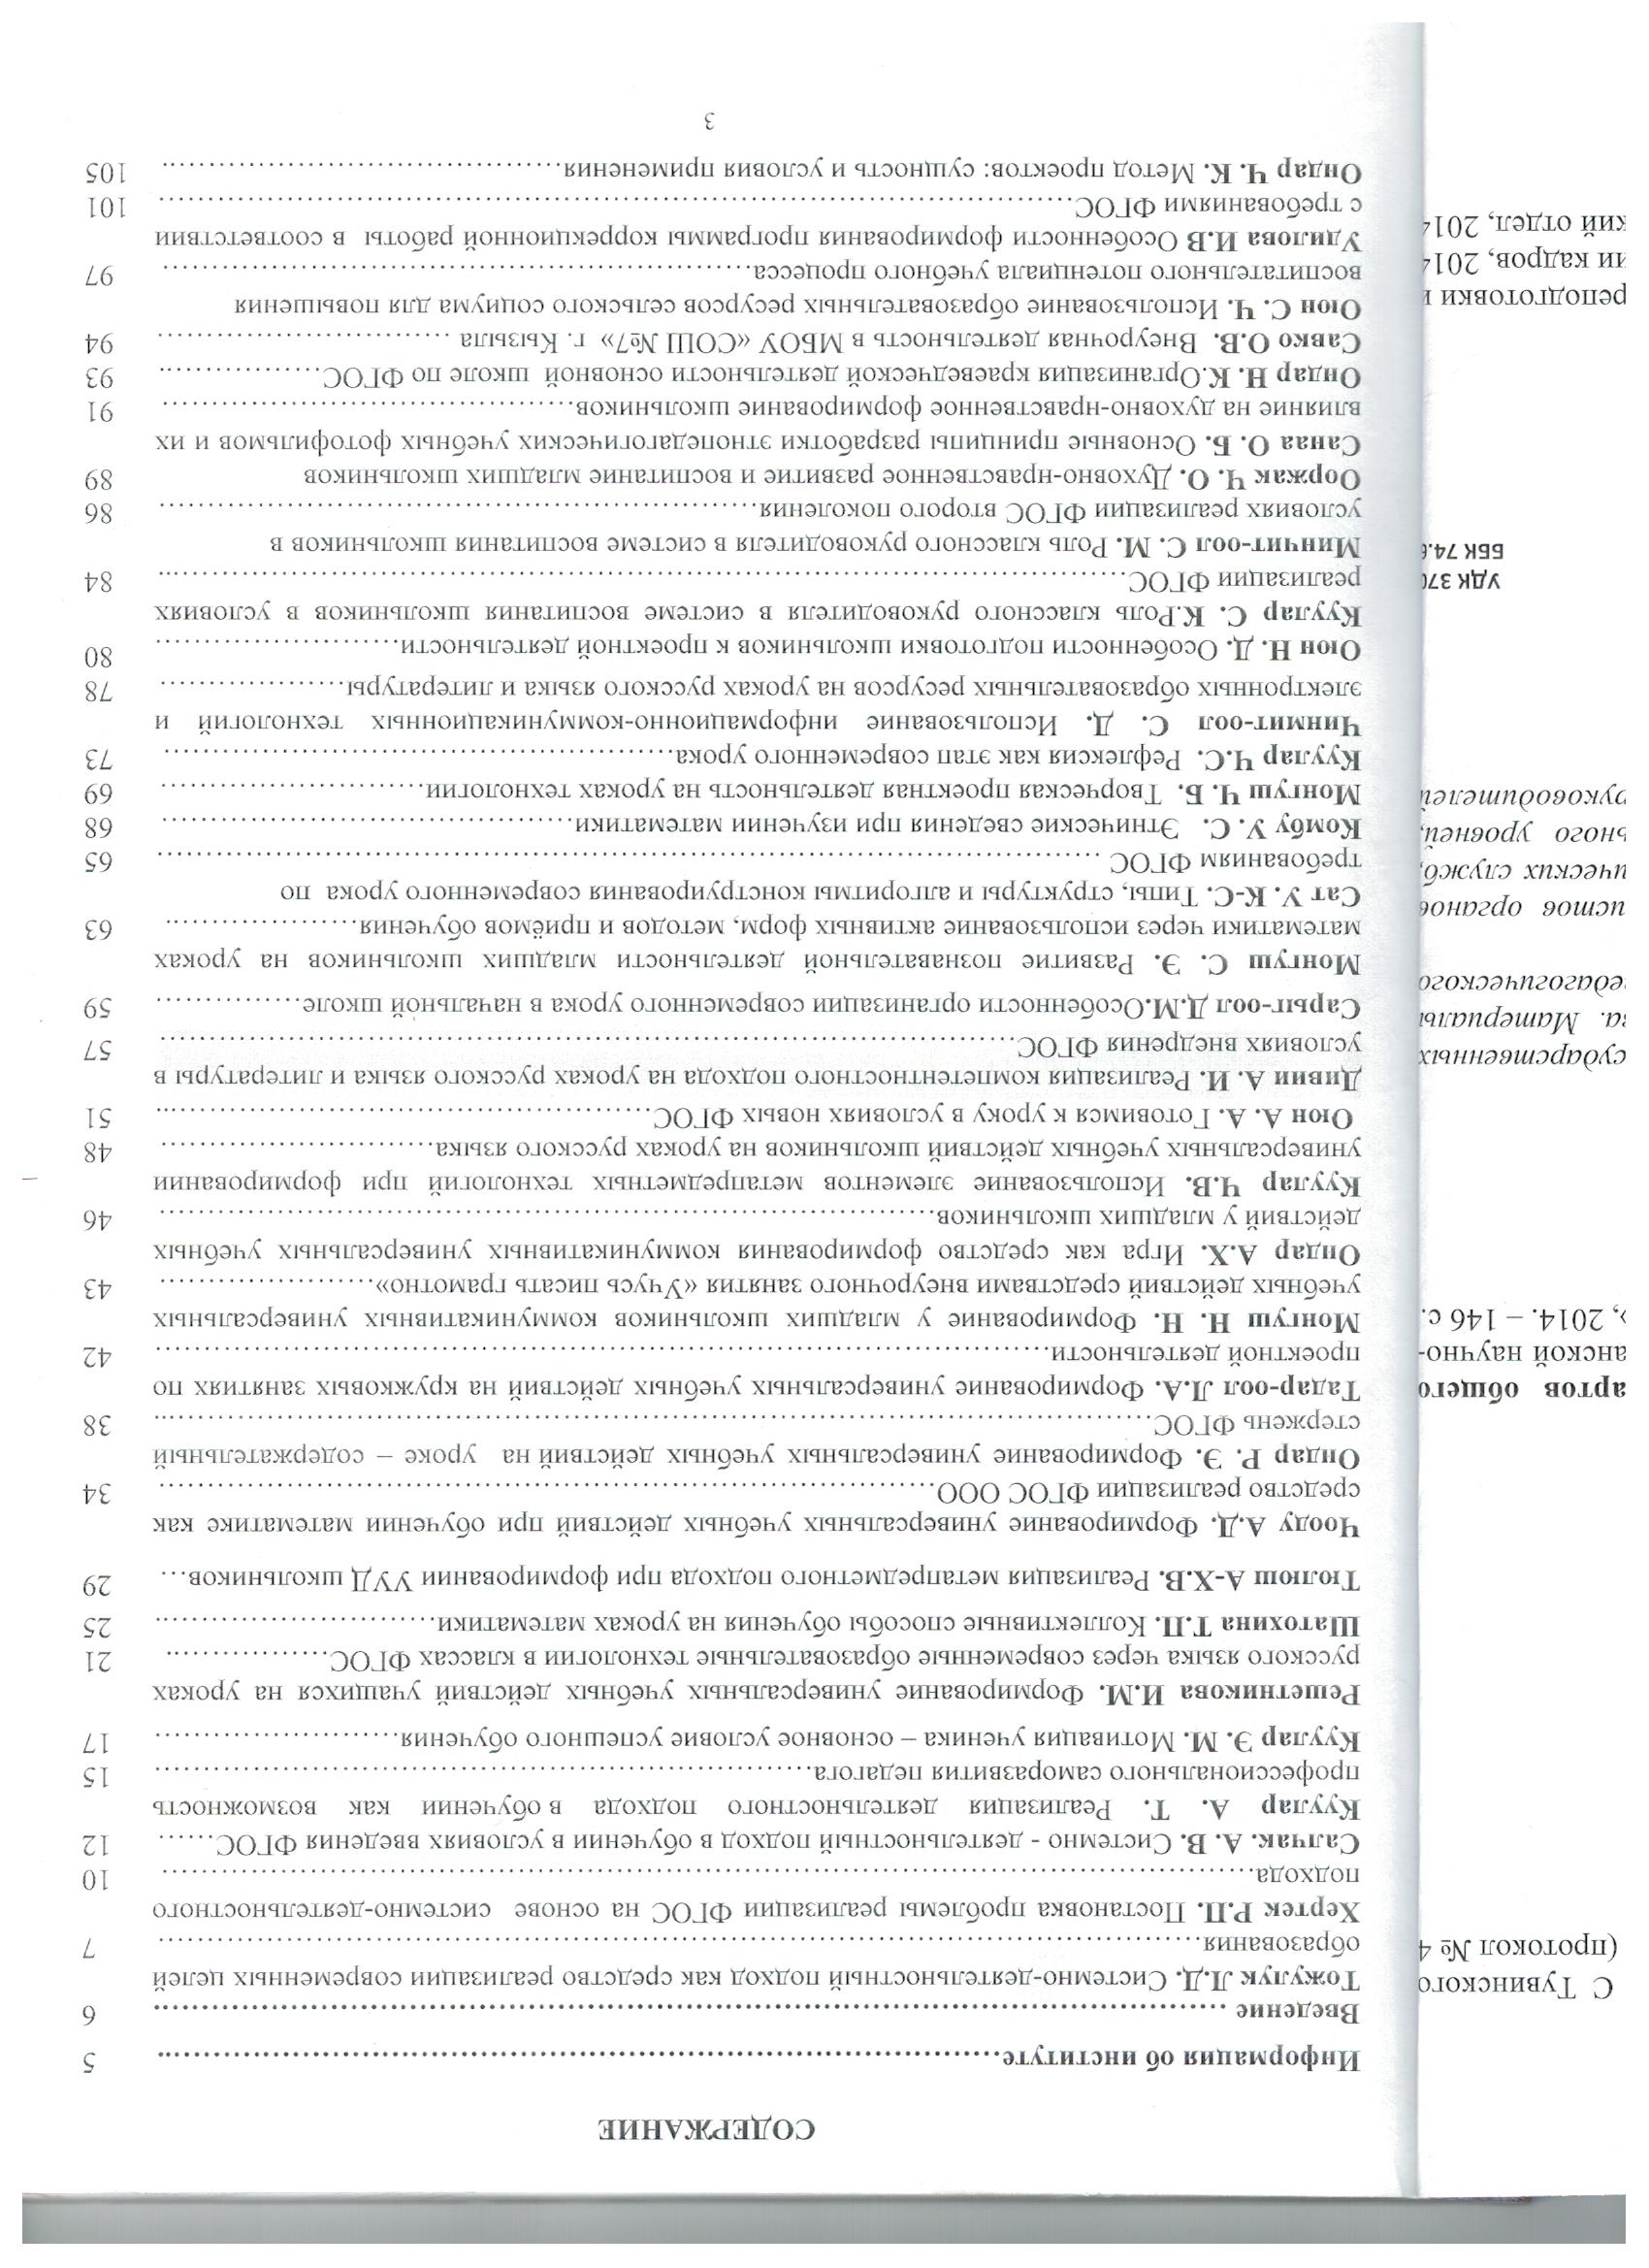 С Тувинского
(протокол № 4
артов общего
анской научно-
, 2014. – 146 с.
сударственных
а. Материалы
едагогического
истов органов
ических служб,
ьного уровней,
руководителей
УДК 370
ББК 74.6
реподготовки и
ии кадров, 2014
кий отдел, 2014
СОДЕРЖАНИЕ
Информация об институте…………………………………………………………………………….. 5
Введение ………………………………………………………………………………………………….. 6
Тожулук Л.Д. Системно-деятельностный подход как средство реализации современных целей
образования……………………………………………………………………………………………… 7
Хертек Р.П. Постановка проблемы реализации ФГОС на основе системно-деятельностного
подхода…………………………………………………………………………………………………… 10
Салчак. А. В. Системно - деятельностный подход в обучении в условиях введения ФГОС…… 12
Куулар А. Т. Реализация деятельностного подхода в обучении как возможность
профессионального саморазвития педагога………………………………………………………… 15
Куулар Э. М. Мотивация ученика – основное условие успешного обучения…………………….. 17
Решетникова И.М. Формирование универсальных учебных действий учащихся на уроках
русского языка через современные образовательные технологии в классах ФГОС…………….. 21
Шатохина Т.П. Коллективные способы обучения на уроках математики……………………….. 25
Тюлюш А-Х.В. Реализация метапредметного подхода при формировании УУД школьников… 29
Чооду А.Д. Формирование универсальных учебных действий при обучении математике как
средство реализации ФГОС ООО…………………………………………………………………….. 34
Ондар Р. Э. Формирование универсальных учебных действий на уроке – содержательный
стержень ФГОС………………………………………………………………………………………….. 38
Тадар-оол Л.А. Формирование универсальных учебных действий на кружковых занятиях по
проектной деятельности……………………………………………………………………………….. 42
Монгуш Н. Н. Формирование у младших школьников коммуникативных универсальных
учебных действий средствами внеурочного занятия «Учусь писать грамотно»………………… 43
Ондар А.Х. Игра как средство формирования коммуникативных универсальных учебных
действий у младших школьников…………………………………………………………………….. 46
Куулар Ч.В. Использование элементов метапредметных технологий при формировании
универсальных учебных действий школьников на уроках русского языка………………………. 48
Оюн А. А. Готовимся к уроку в условиях новых ФГОС…………………………………………….. 51
Дивии А. И. Реализация компетентностного подхода на уроках русского языка и литературы в
условиях внедрения ФГОС…………………………………………………………………………….. 57
Сарыг-оол Д.М.Особенности организации современного урока в начальной школе…………… 59
Монгуш С. Э. Развитие познавательной деятельности младших школьников на уроках
математики через использование активных форм, методов и приёмов обучения……………….. 63
Сат У. К-С. Типы, структуры и алгоритмы конструирования современного урока по
требованиям ФГОС …………………………………………………………………………………….. 65
Комбу У. С. Этнические сведения при изучении математики…………………………………….. 68
Монгуш Ч. Б. Творческая проектная деятельность на уроках технологии………………………. 69
Куулар Ч.С. Рефлексия как этап современного урока……………………………………………… 73
Чинмит-оол С. Д. Использование информационно-коммуникационных технологий и
электронных образовательных ресурсов на уроках русского языка и литературы……………… 78
Оюн Н. Д. Особенности подготовки школьников к проектной деятельности……………………. 80
Куулар С. К.Роль классного руководителя в системе воспитания школьников в условиях
реализации ФГОС……………………………………………………………………………………….. 84
Минчит-оол С. М. Роль классного руководителя в системе воспитания школьников в
условиях реализации ФГОС второго поколения…………………………………………………….. 86
Ооржак Ч. О. Духовно-нравственное развитие и воспитание младших школьников 89
Санаа О. Б. Основные принципы разработки этнопедагогических учебных фотофильмов и их
влияние на духовно-нравственное формирование школьников…………………………………… 91
Ондар Н. К.Организация краеведческой деятельности основной школе по ФГОС…………….. 93
Савко О.В. Внеурочная деятельность в МБОУ «СОШ №7» г. Кызыла …………………………. 94
Оюн С. Ч. Использование образовательных ресурсов сельского социума для повышения
воспитательного потенциала учебного процесса……………………………………………………. 97
Удилова И.В Особенности формирования программы коррекционной работы в соответствии
с требованиями ФГОС………………………………………………………………………………….. 101
Ондар Ч. К. Метод проектов: сущность и условия применения…………………………………… 105
3